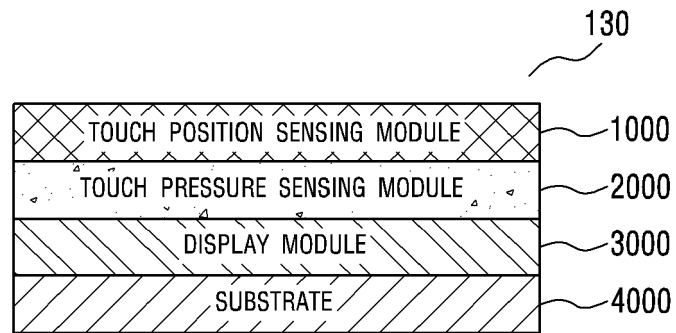 130
TOUCH POSITION SENSING MODULE 1000
TOUCH PRESSURE SENSING MODULE 2000
DISPLAY MODULE 3000
SUBSTRATE 4000